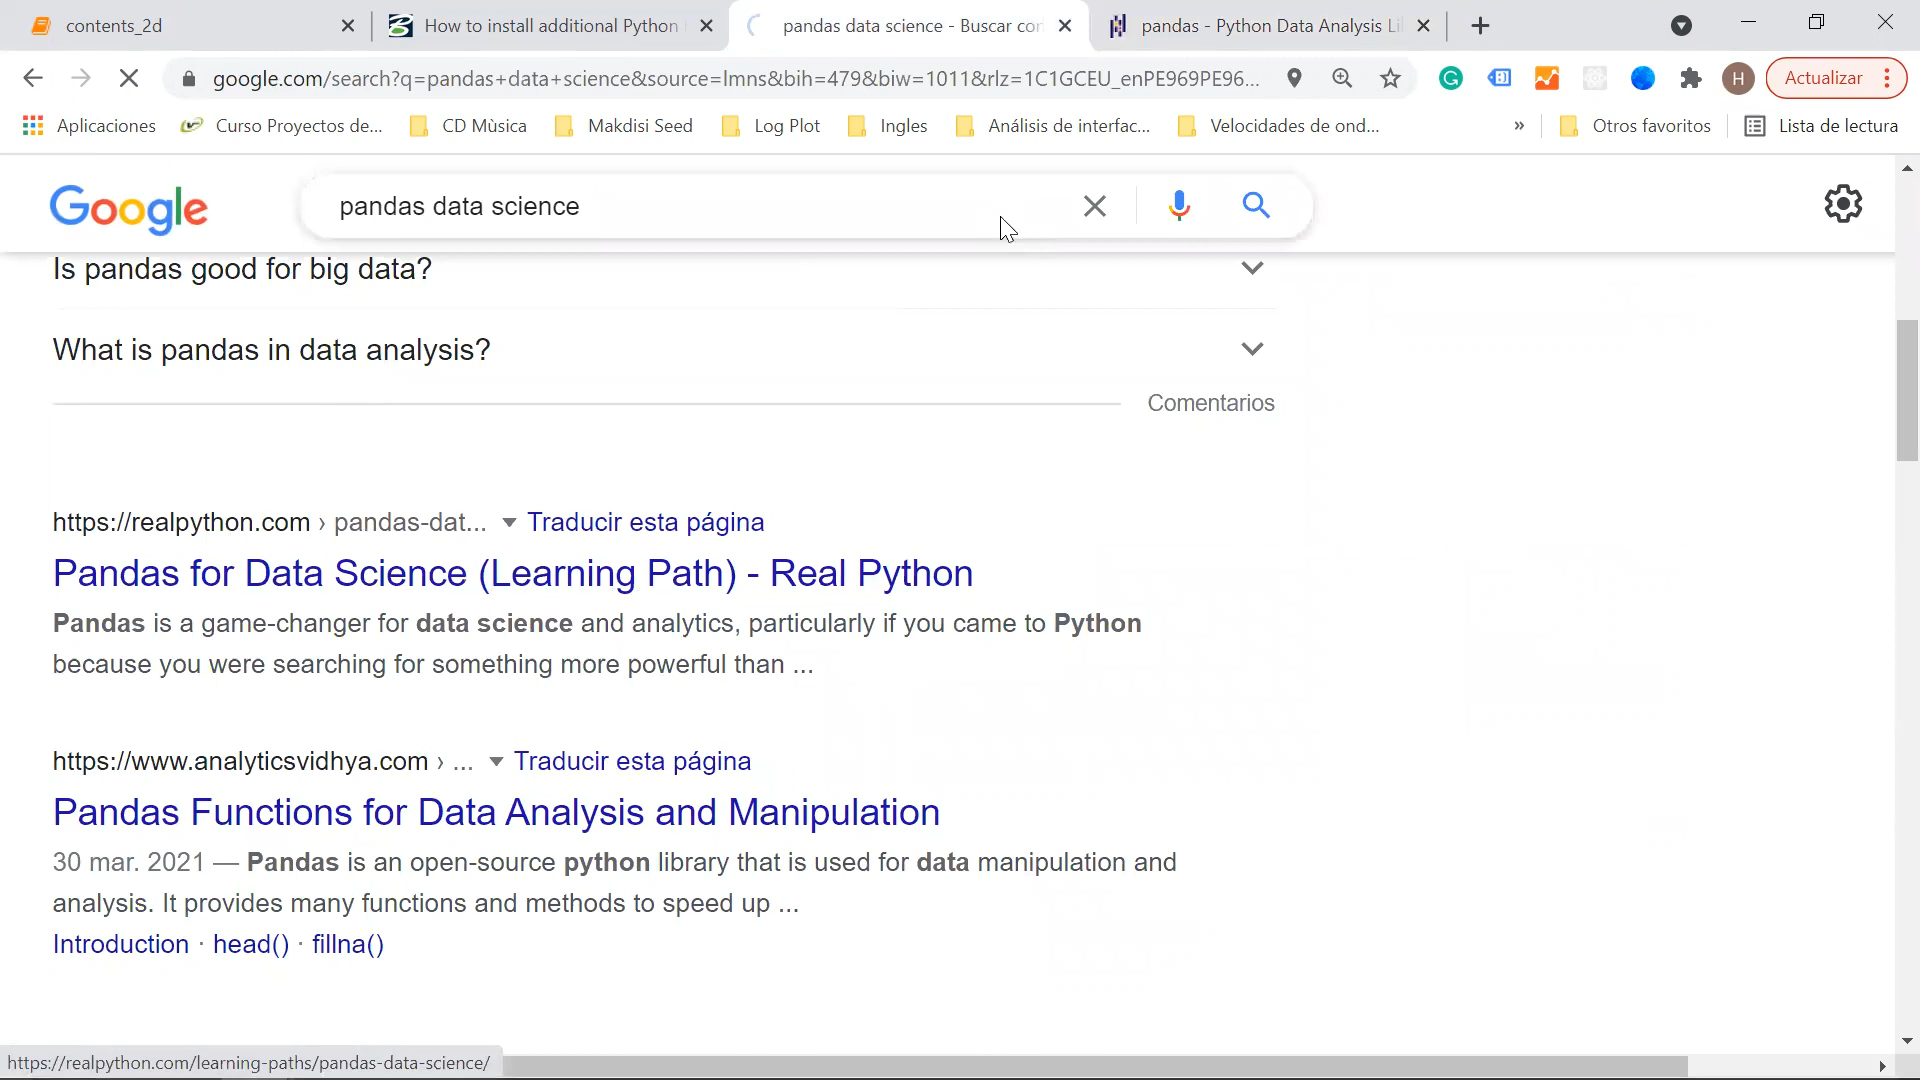 contents_2d
How to install additional Python
pandas data science - Buscar con
pandas - Python Data Analysis Li
google.com/search?q=pandas+data+science&source=lmns&bih=479&biw=1011&rlz=1C1GCEU_enPE969PE96...
H
Actualizar
Aplicaciones
Curso Proyectos de...
CD Mùsica
Makdisi Seed
Log Plot
Ingles
Análisis de interfac...
Velocidades de ond...
»
Otros favoritos
Lista de lectura
Google
pandas data science
Is pandas good for big data?
What is pandas in data analysis?
Comentarios
https://realpython.com › pandas-dat... Traducir esta página
Pandas for Data Science (Learning Path) - Real Python
Pandas is a game-changer for data science and analytics, particularly if you came to Python
because you were searching for something more powerful than ...
https://www.analyticsvidhya.com › ... Traducir esta página
Pandas Functions for Data Analysis and Manipulation
30 mar. 2021 — Pandas is an open-source python library that is used for data manipulation and
analysis. It provides many functions and methods to speed up ...
Introduction · head() · fillna()
https://realpython.com/learning-paths/pandas-data-science/